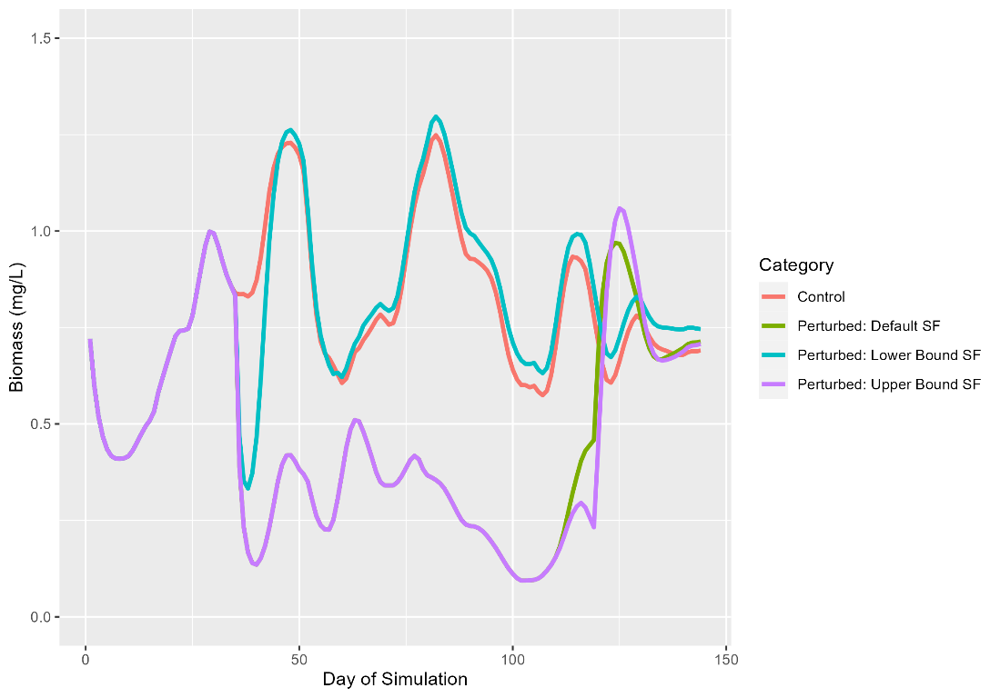 1.5
1.0
0.5
0.0
Biomass (mg/L)
0
50
100
150
Day of Simulation
Category
Control
Perturbed: Default SF
Perturbed: Lower Bound SF
Perturbed: Upper Bound SF